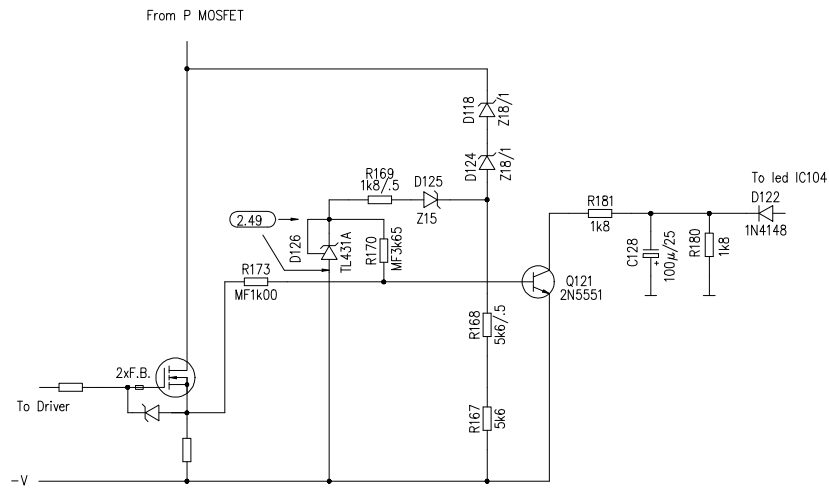 From P MOSFET
D118
Z18/1
D124
Z18/1
To led IC104
R169
1k8/.5
D125
Z15
R181
1k8
D122
1N4148
2.49
D126
TL431A
R170
MF3k65
C128
+
100µ/25
R180
1k8
R173
MF1k00
Q121
2N5551
R168
5k6/.5
2xF.B.
To Driver
R167
5k6
-V